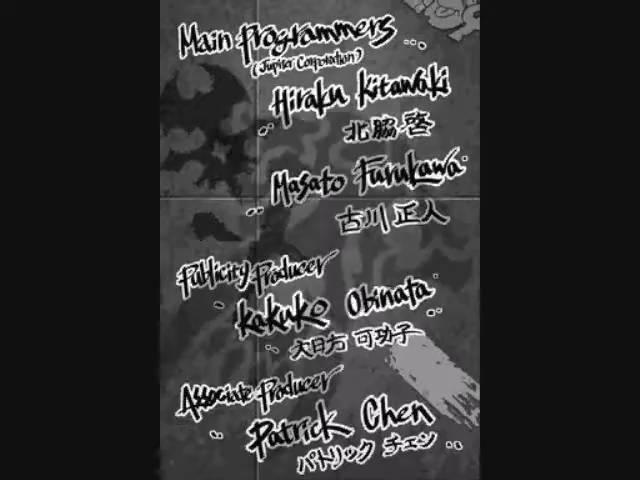 Main Programmers
(Jupiter Corporation)
Hiraku Kitawaki
北脇 啓
Masato Furukawa
古川 正人
Publicity Producer
Kakuko Obinata
大日方 可功子
Associate Producer
Patrick Chen
パトリック チェン